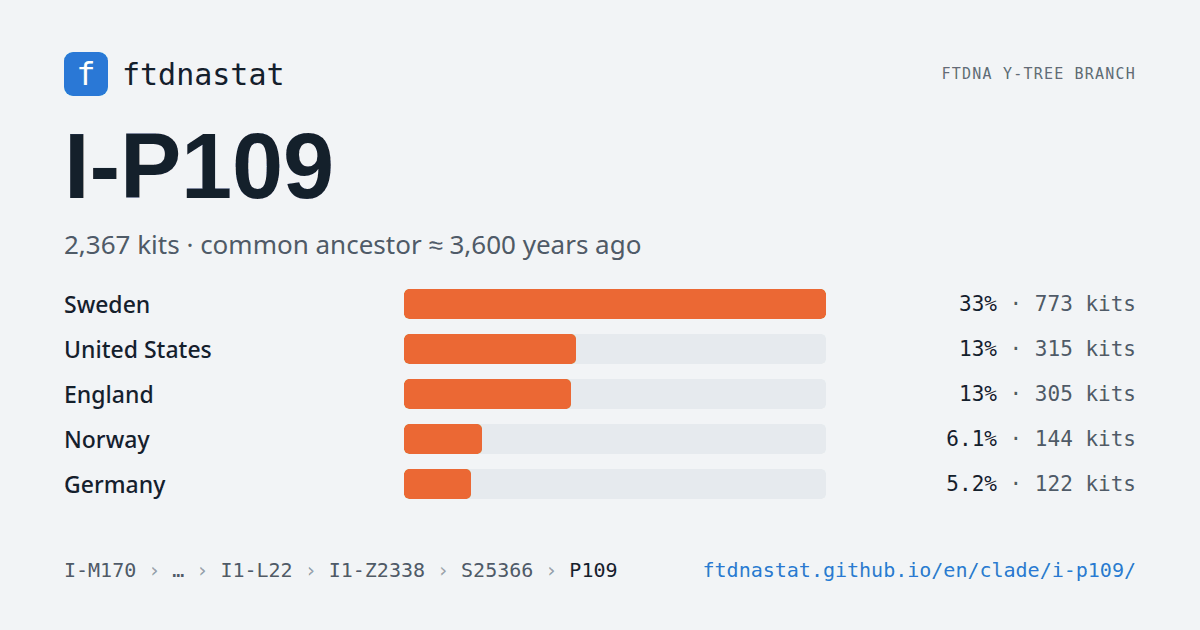 f ftdnastat
FTDNA Y-TREE BRANCH
I-P109
2,367 kits · common ancestor ≈ 3,600 years ago
Sweden 33% · 773 kits
United States 13% · 315 kits
England 13% · 305 kits
Norway 6.1% · 144 kits
Germany 5.2% · 122 kits
I-M170 › … › I1-L22 › I1-Z2338 › S25366 › P109
ftdnastat.github.io/en/clade/i-p109/